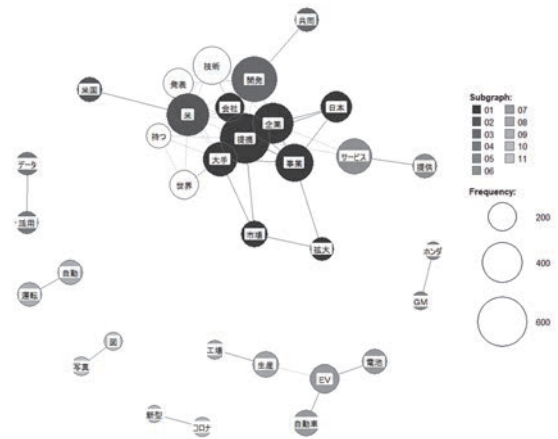 共同
技術
開発
発表
米国
会社
日本
米
企業
持つ
提携
大手
事業
サービス
提供
世界
データ
活用
市場
拡大
ホンダ
GM
自動
運転
図
写真
工場
生産
EV
電池
新型
コロナ
自動車
Subgraph:
01 07
02 08
03 09
04 10
05 11
06
Frequency:
200
400
600